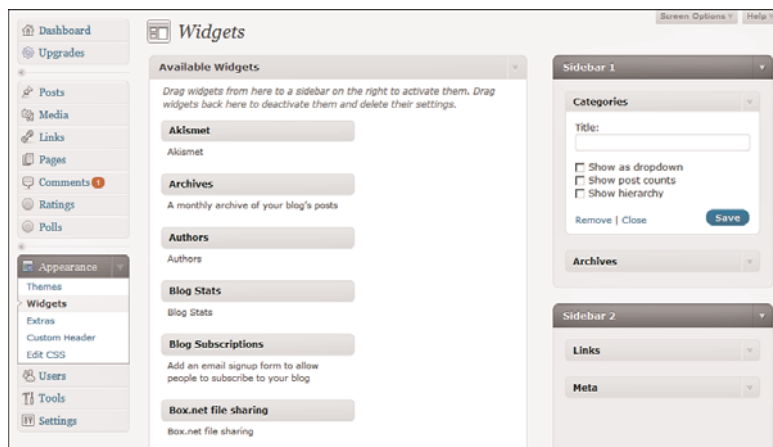 Screen Options
Help
Dashboard
Upgrades
Posts
Media
Links
Pages
Comments 1
Ratings
Polls
Appearance
Themes
Widgets
Extras
Custom Header
Edit CSS
Users
Tools
Settings
Widgets
Available Widgets
Drag widgets from here to a sidebar on the right to activate them. Drag
widgets back here to deactivate them and delete their settings.
Akismet
Akismet
Archives
A monthly archive of your blog's posts
Authors
Authors
Blog Stats
Blog Stats
Blog Subscriptions
Add an email signup form to allow
people to subscribe to your blog
Box.net file sharing
Box.net file sharing
Sidebar 1
Categories
Title:
Show as dropdown
Show post counts
Show hierarchy
Remove | Close
Save
Archives
Sidebar 2
Links
Meta